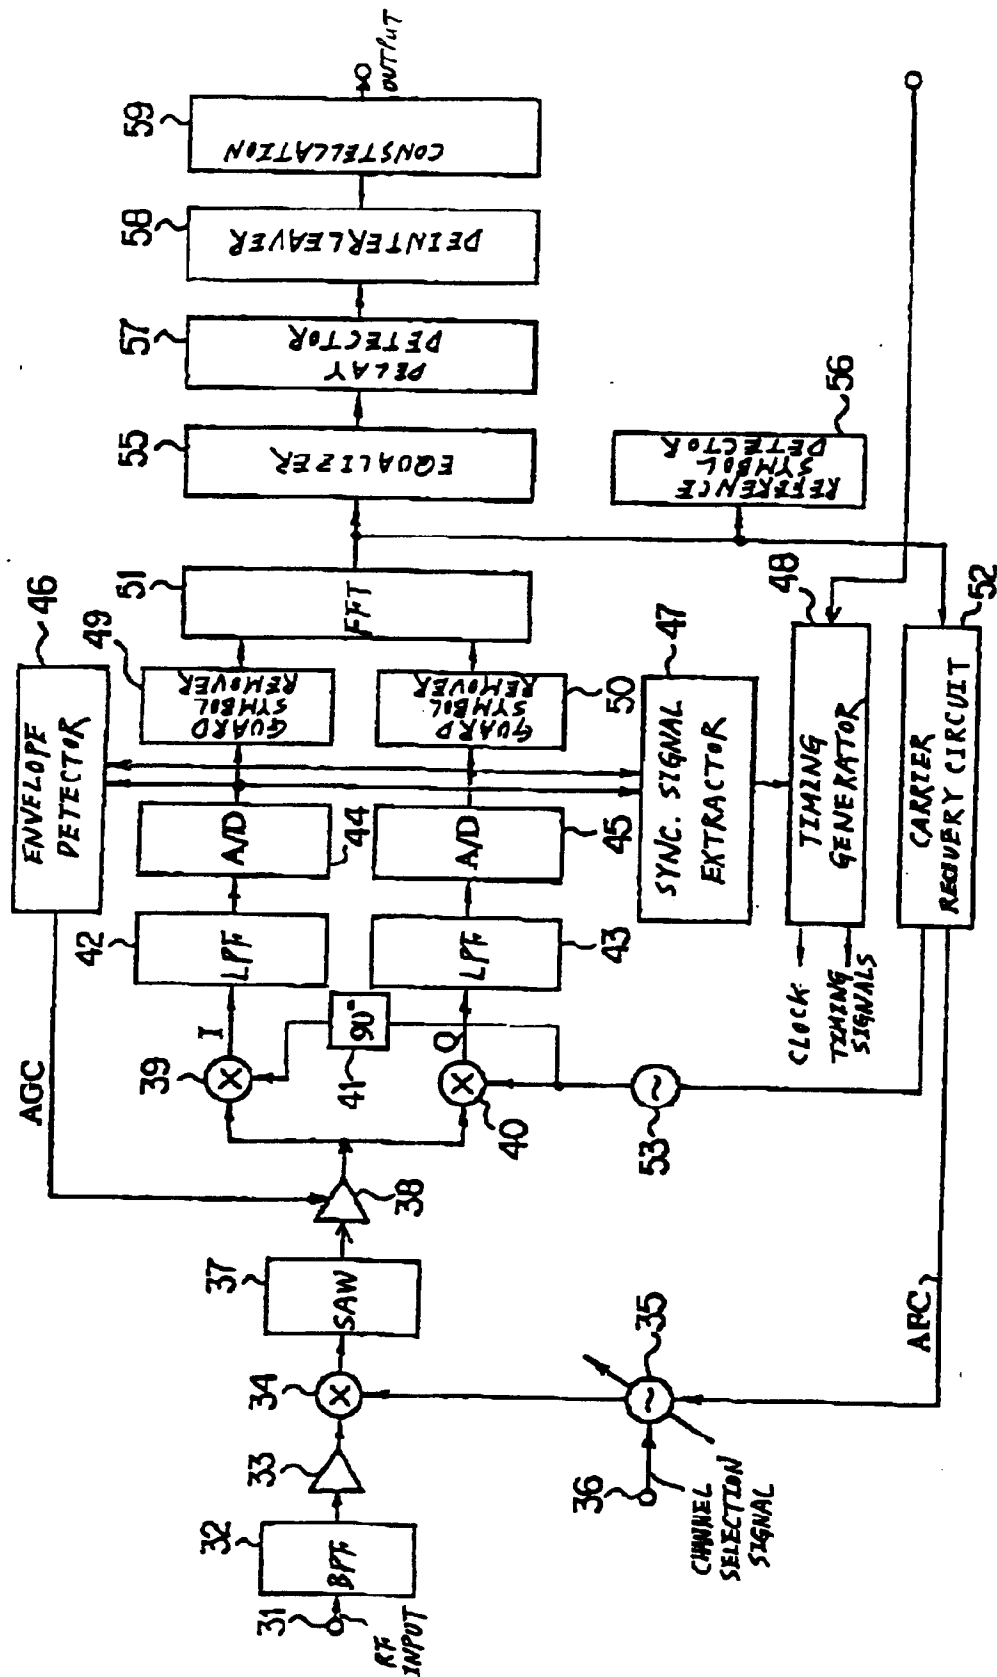 31
RF
INPUT
32
BPF
33
34
35
36
CHANNEL
SELECTION
SIGNAL
37
SAW
AGC
38
39
I
40
Q
41
90°
42
LPF
43
LPF
44
A/D
45
A/D
46
ENVELOPE
DETECTOR
49
GUARD
SYMBOL
REMOVER
50
GUARD
SYMBOL
REMOVER
47
SYNC. SIGNAL
EXTRACTOR
48
TIMING
GENERATOR
CLOCK
TIMING
SIGNALS
52
CARRIER
RECOVERY CIRCUIT
53
AFC
51
FFT
55
EQUALIZER
56
REFERENCE
SYMBOL
DETECTOR
57
DELAY
DETECTOR
58
DEINTERLEAVER
59
CONSTELLATION
OUTPUT